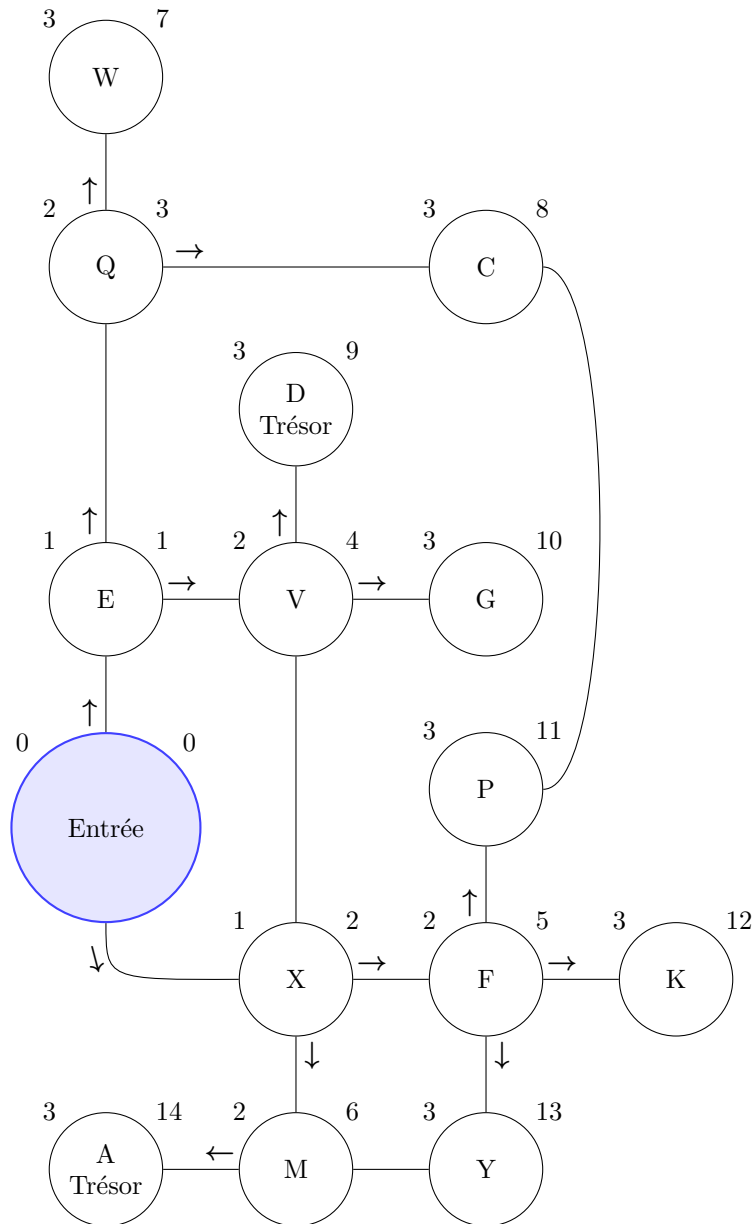 3 7
W
↑
2 3 3 8
Q → C
3 9
D
Trésor
↑ ↑
1 1 2 4 3 10
E → V → G
↑
0 0 3 11
Entrée P
↑
1 2 2 5 3 12
↓ X → F → K
↓ ↓
3 14 2 6 3 13
A ← M Y
Trésor